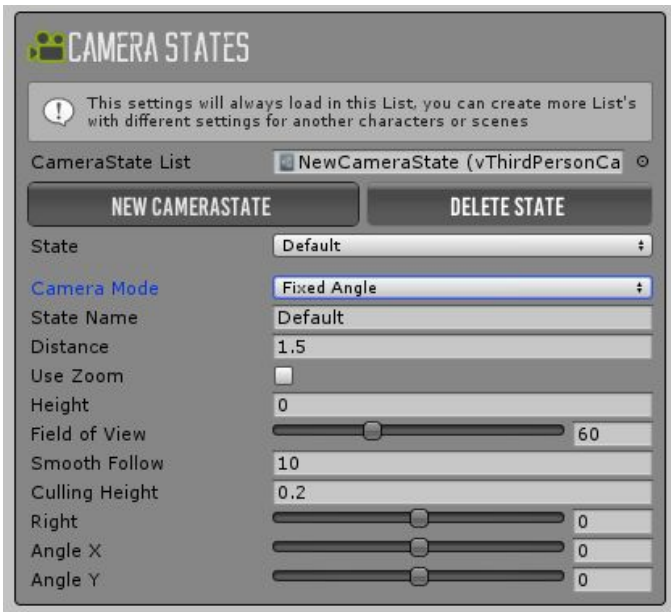 CAMERA STATES
This settings will always load in this List, you can create more List's
with different settings for another characters or scenes
CameraState List NewCameraState (vThirdPersonCa
NEW CAMERASTATE DELETE STATE
State Default
Camera Mode Fixed Angle
State Name Default
Distance 1.5
Use Zoom
Height 0
Field of View 60
Smooth Follow 10
Culling Height 0.2
Right 0
Angle X 0
Angle Y 0